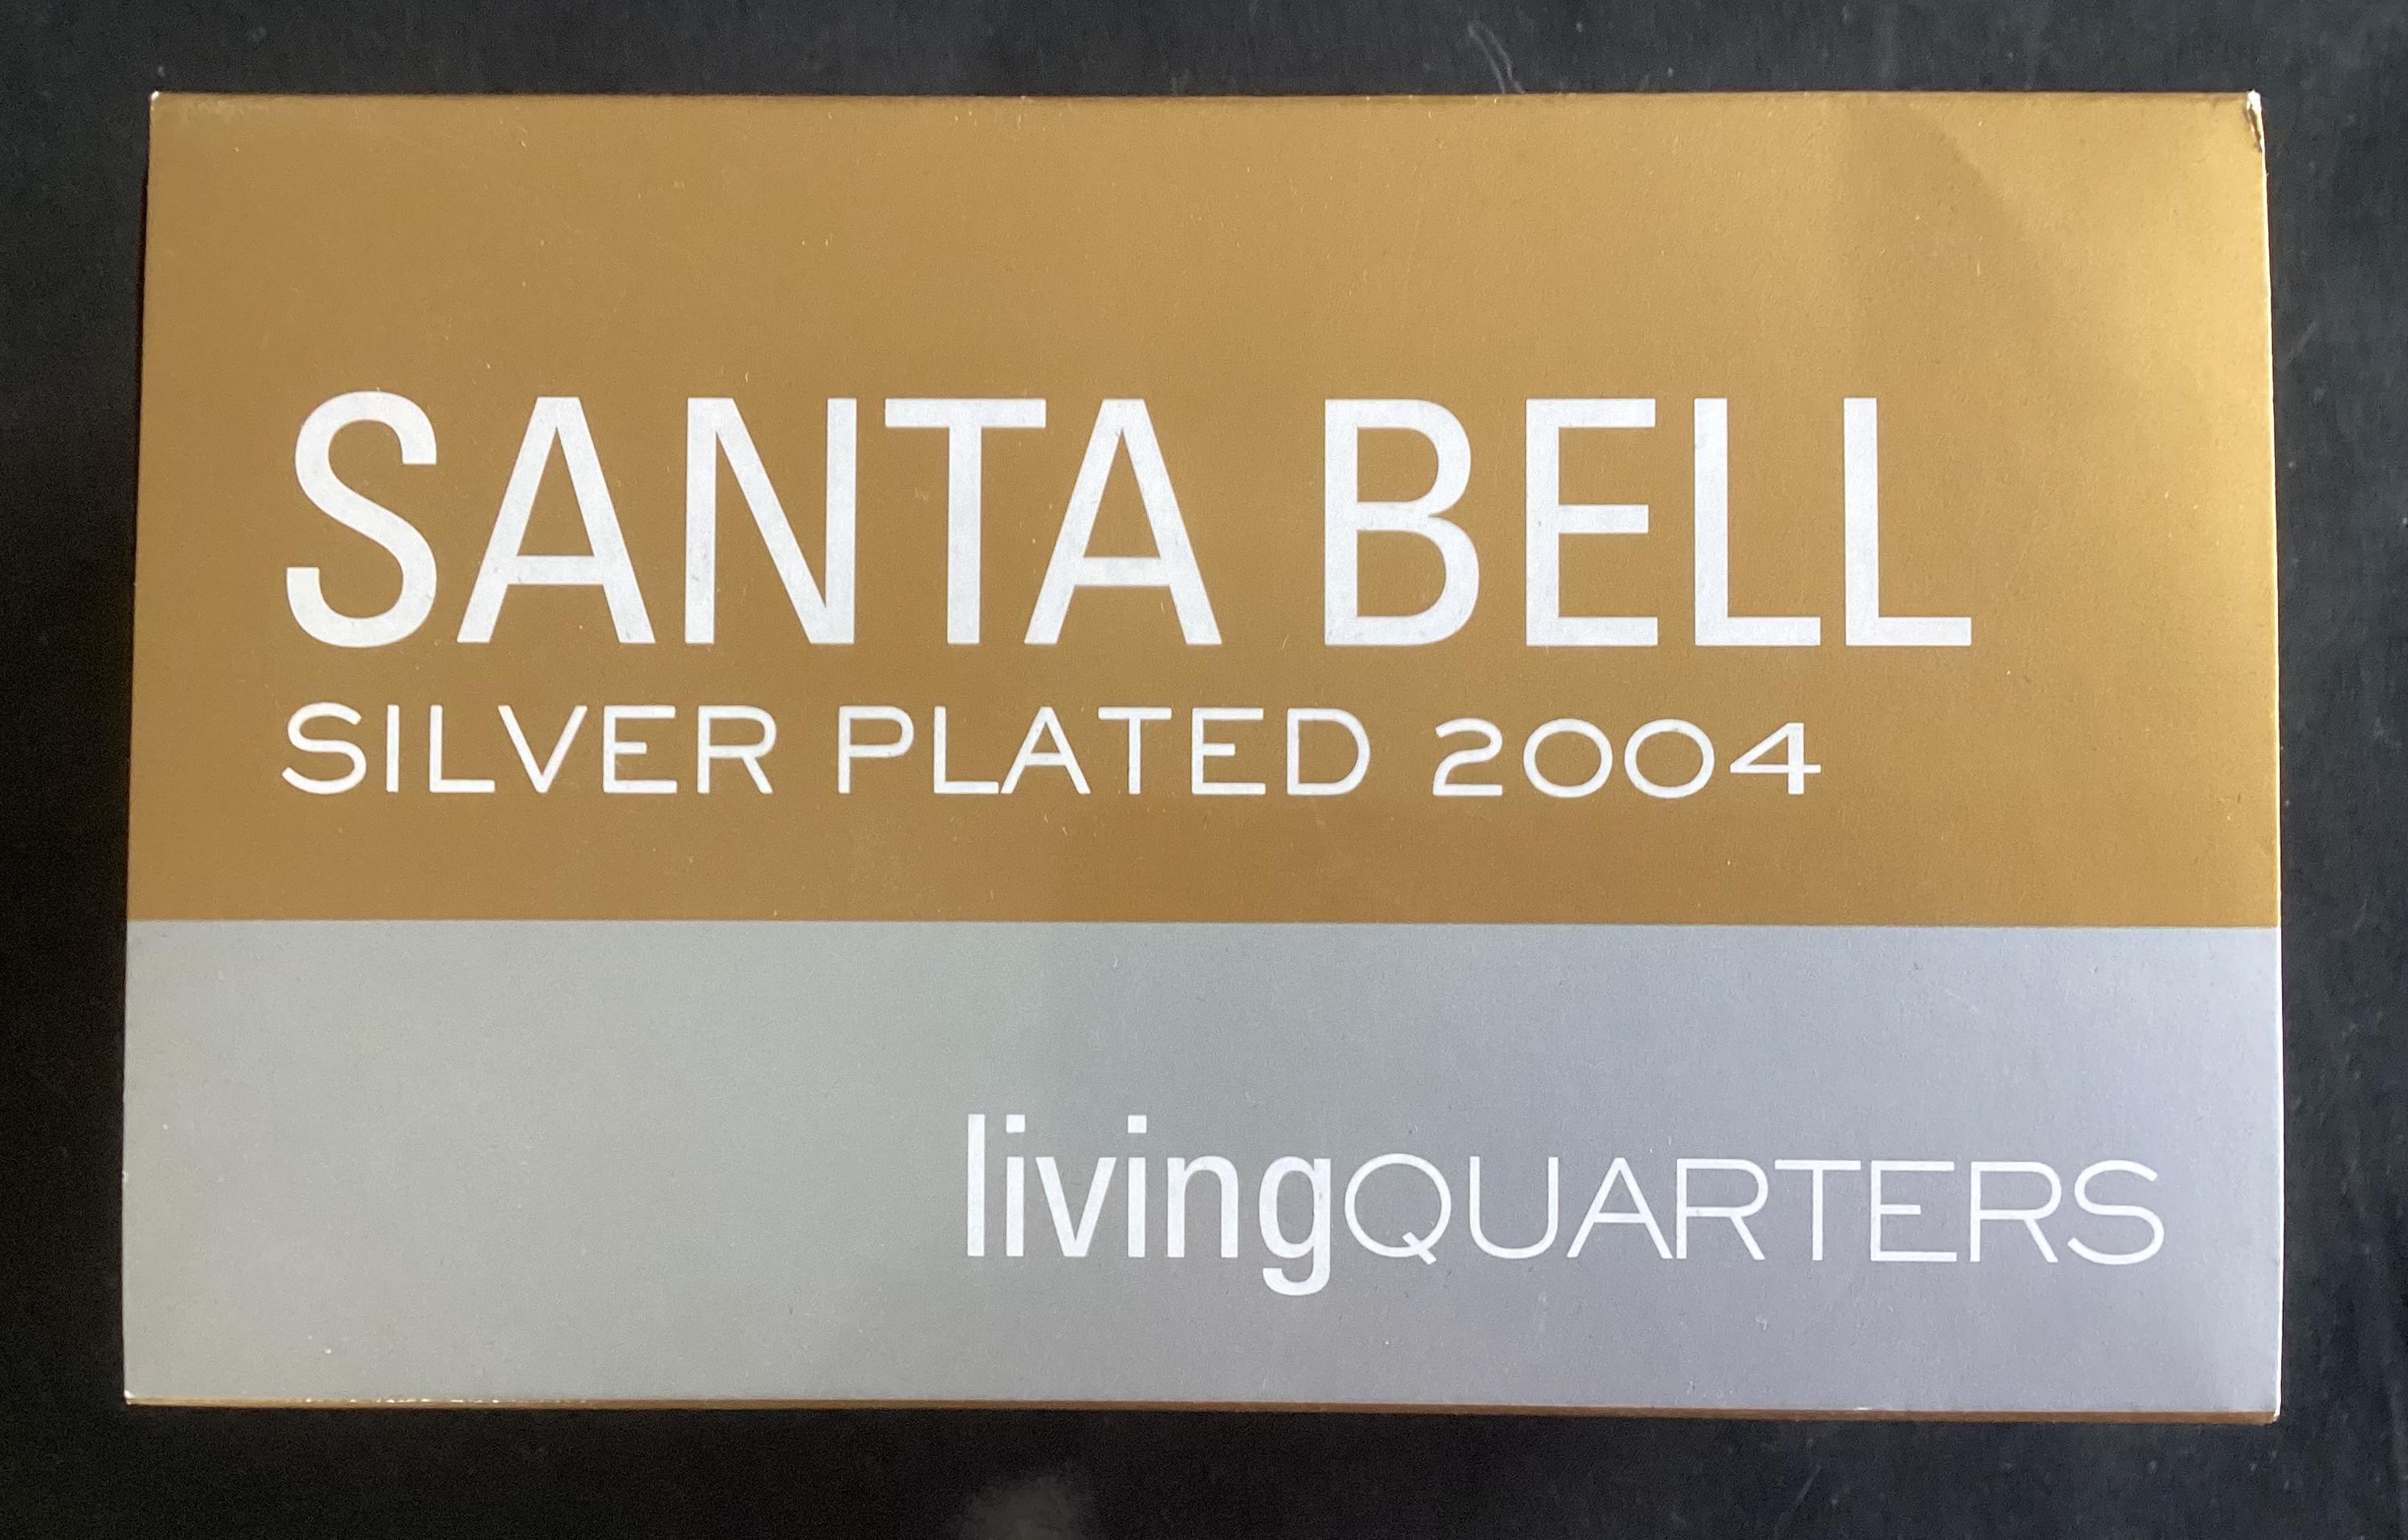 SANTA BELL
SILVER PLATED 2004
livingQUARTERS